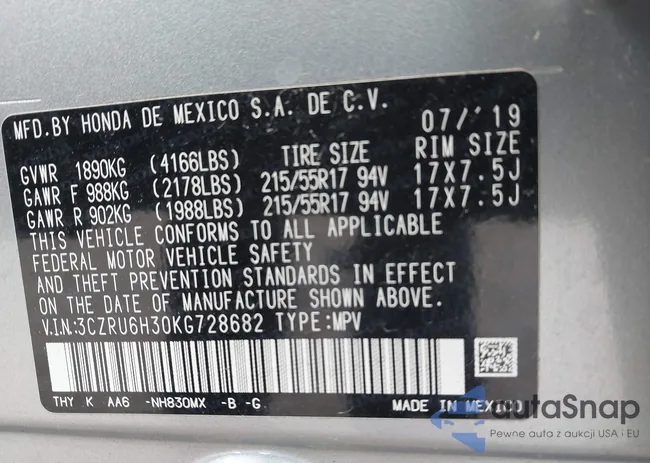 MFD.BY HONDA DE MEXICO S.A. DE C.V. 07/'19
GVWR 1890KG (4166LBS) TIRE SIZE RIM SIZE
GAWR F 988KG (2178LBS) 215/55R17 94V 17X7.5J
GAWR R 902KG (1988LBS) 215/55R17 94V 17X7.5J
THIS VEHICLE CONFORMS TO ALL APPLICABLE
FEDERAL MOTOR VEHICLE SAFETY
AND THEFT PREVENTION STANDARDS IN EFFECT
ON THE DATE OF MANUFACTURE SHOWN ABOVE.
V.I.N:3CZRU6H30KG728682 TYPE:MPV
THY K AA6 -NH830MX -B -G MADE IN MEXICO
autoSnap
Pewne auta z aukcji USA i EU